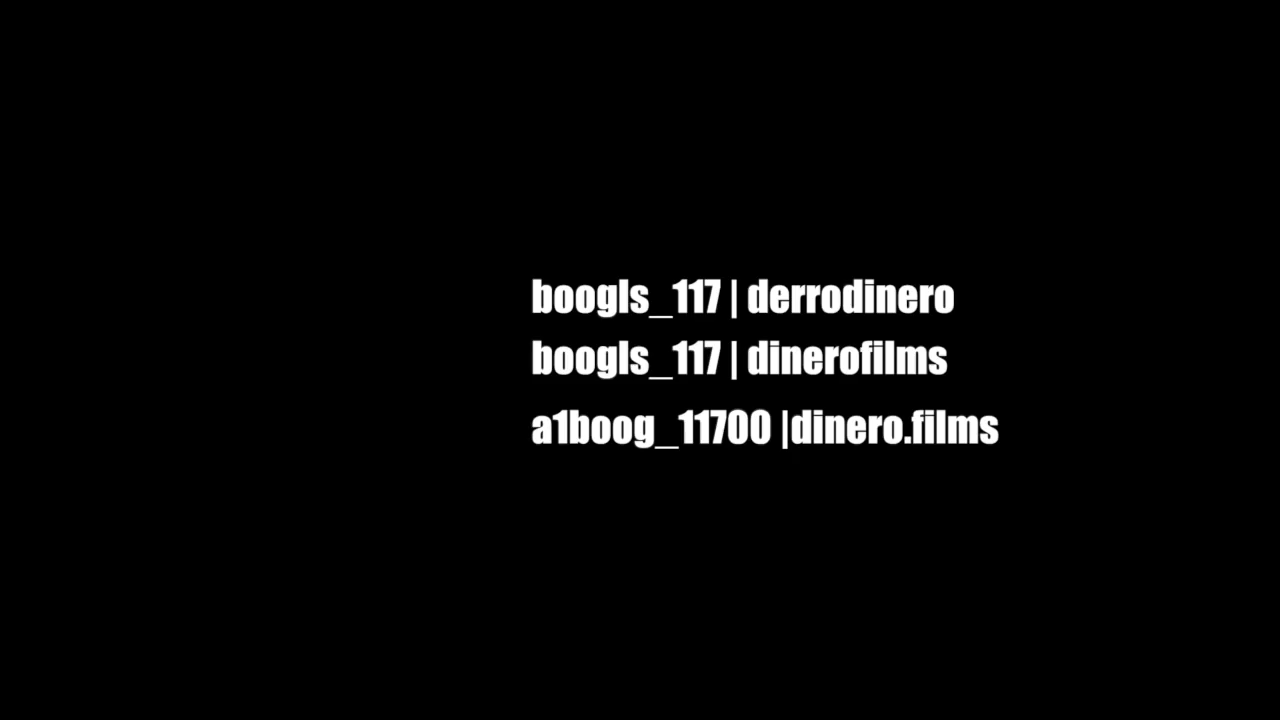 boogls_117 | derrodinero
boogls_117 | dinerofilms
a1boog_11700 |dinero.films